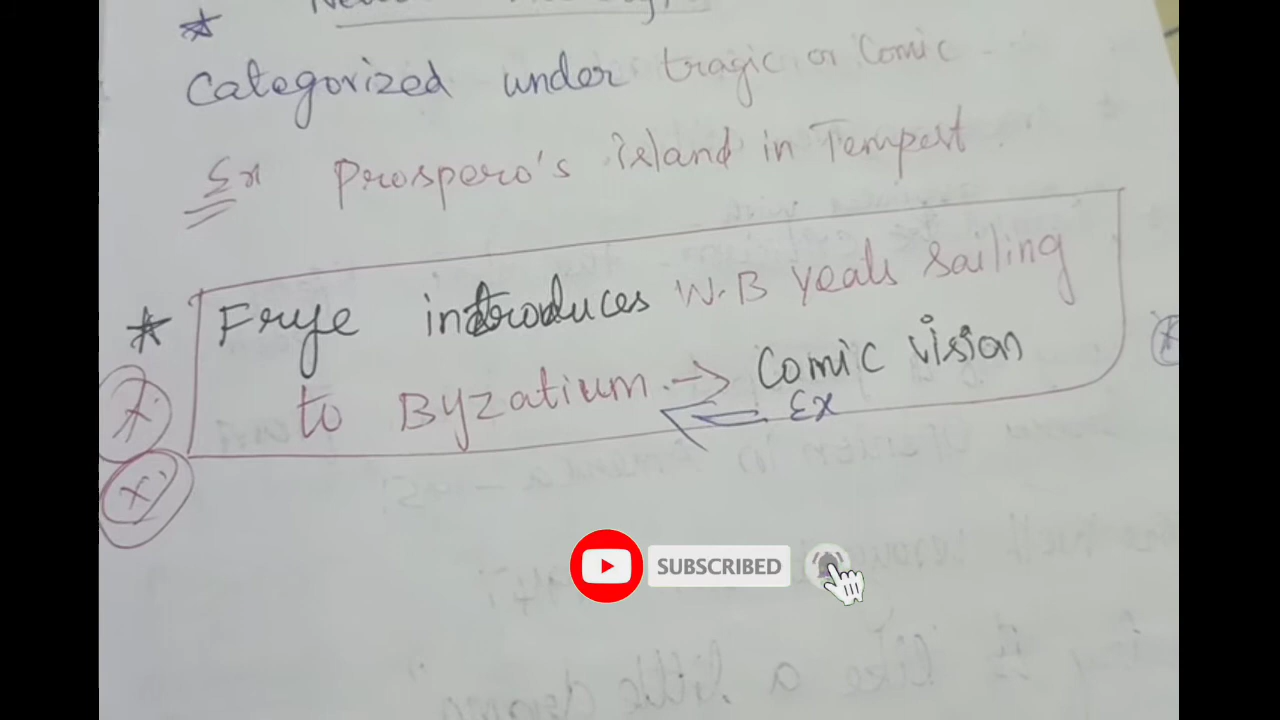 Categorized under tragic or Comic
Ex Prospero's island in Tempest
Fryje introduces W.B Yeats Sailing
to Byzatium → Comic vision
Ex
SUBSCRIBED